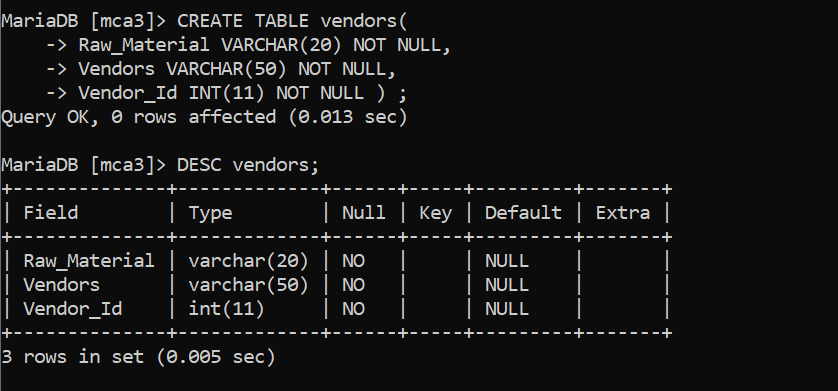 MariaDB [mca3]> CREATE TABLE vendors(
    -> Raw_Material VARCHAR(20) NOT NULL,
    -> Vendors VARCHAR(50) NOT NULL,
    -> Vendor_Id INT(11) NOT NULL ) ;
Query OK, 0 rows affected (0.013 sec)
MariaDB [mca3]> DESC vendors;
+--------------+-------------+------+-----+---------+-------+
| Field        | Type        | Null | Key | Default | Extra |
+--------------+-------------+------+-----+---------+-------+
| Raw_Material | varchar(20) | NO   |     | NULL    |       |
| Vendors      | varchar(50) | NO   |     | NULL    |       |
| Vendor_Id    | int(11)     | NO   |     | NULL    |       |
+--------------+-------------+------+-----+---------+-------+
3 rows in set (0.005 sec)